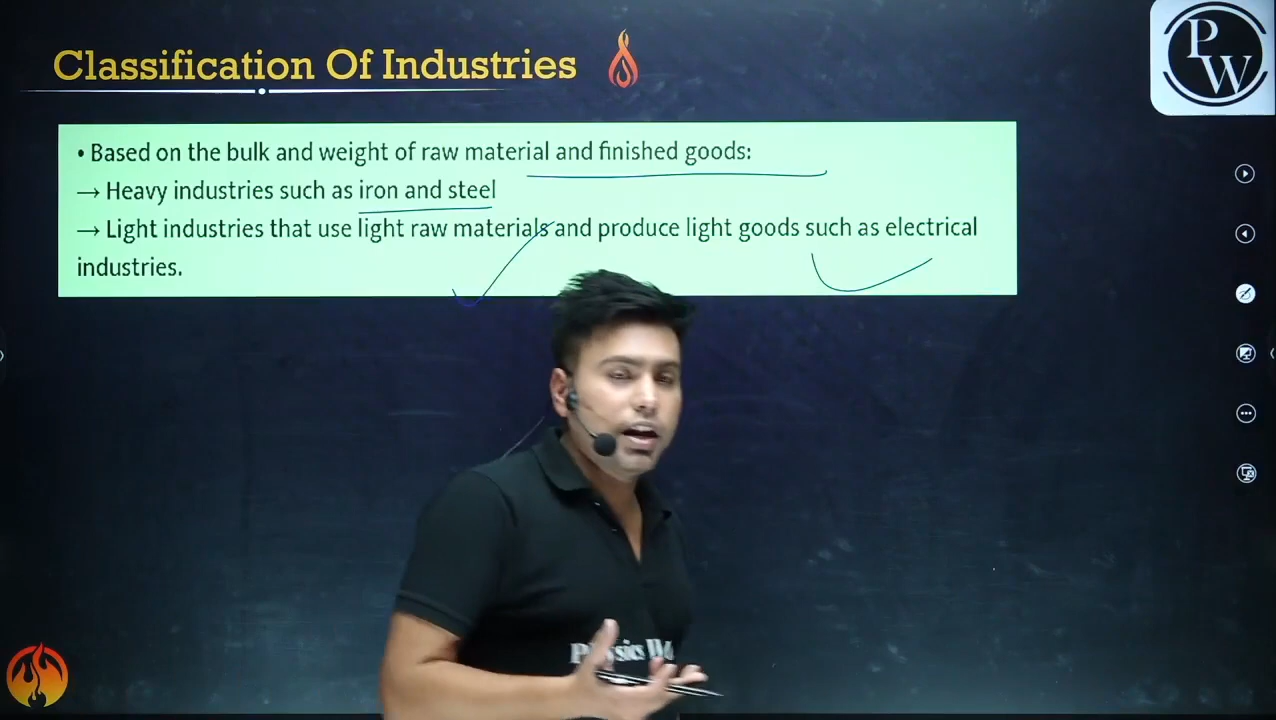 Classification Of Industries
PW
• Based on the bulk and weight of raw material and finished goods:
→ Heavy industries such as iron and steel
→ Light industries that use light raw materials and produce light goods such as electrical
industries.